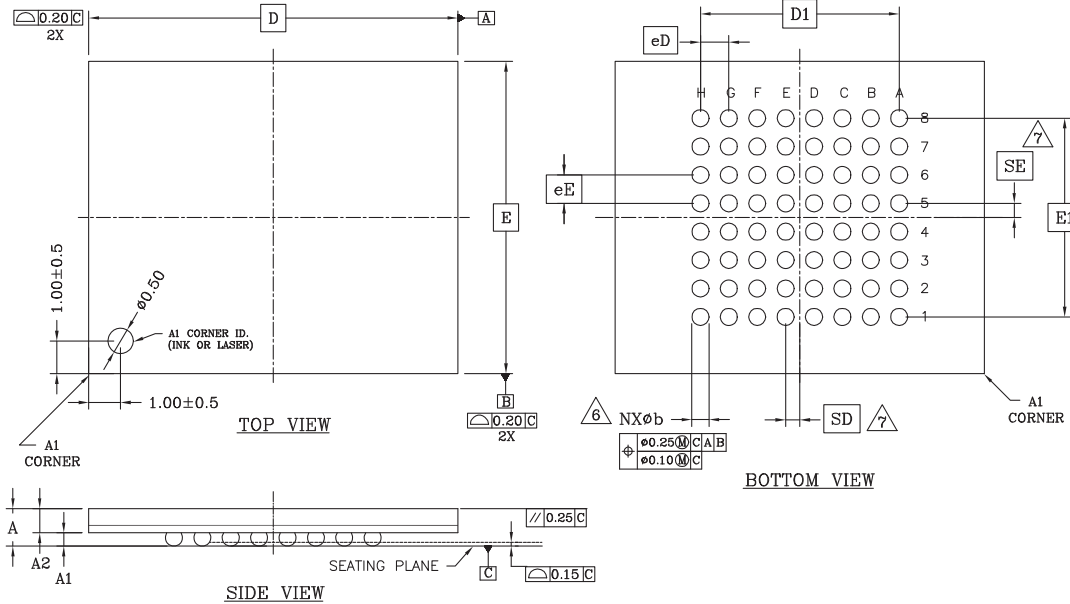 ⌓ 0.20 C
2X
D
A
E
1.00±0.5
ø0.50
A1 CORNER ID.
(INK OR LASER)
1.00±0.5
B
⌓ 0.20 C
2X
A1
CORNER
TOP VIEW
D1
eD
H G F E D C B A
8
7
6
5
4
3
2
1
7
SE
eE
E1
6 NXøb
SD 7
⌖ ø0.25 Ⓜ C A B
ø0.10 Ⓜ C
A1
CORNER
BOTTOM VIEW
A
A2
A1
// 0.25 C
SEATING PLANE
C
⌓ 0.15 C
SIDE VIEW